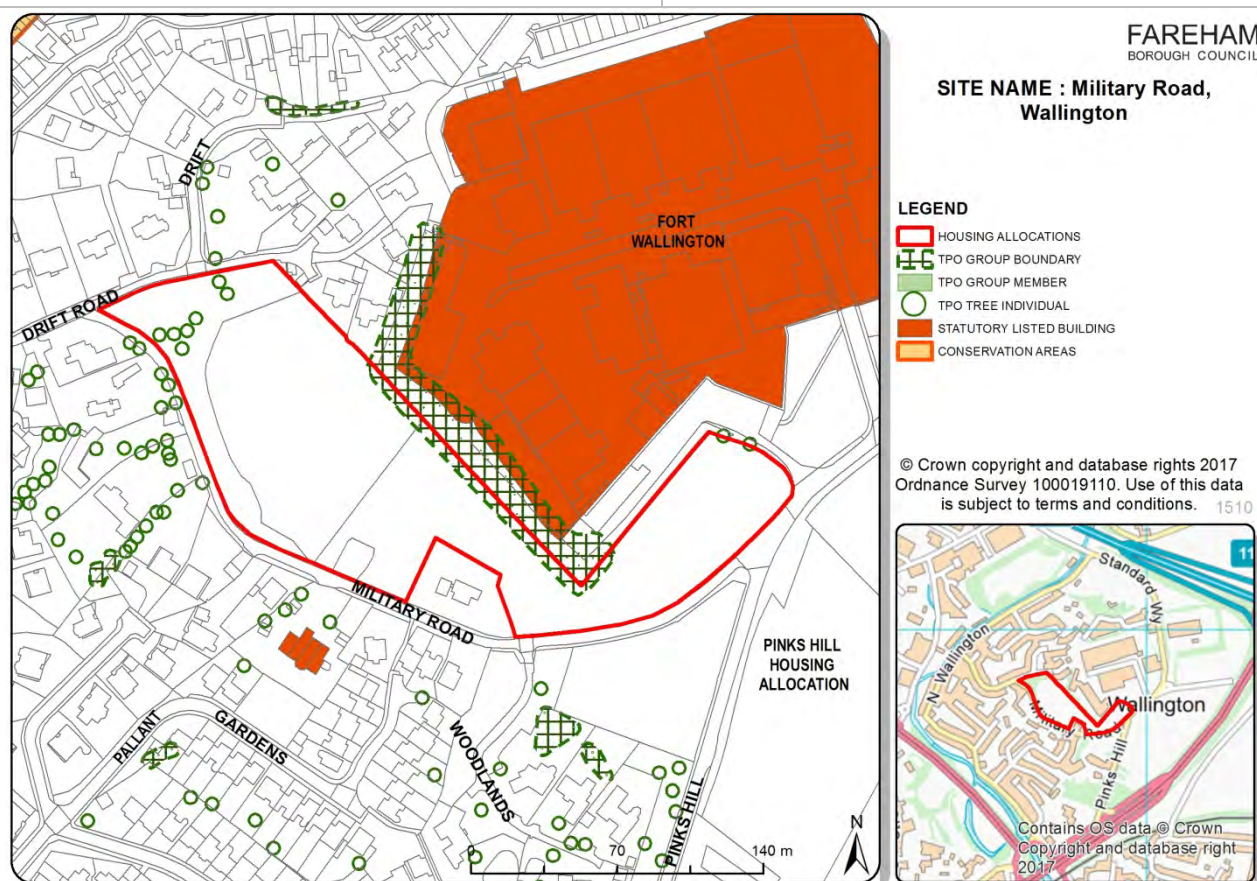 FAREHAM
BOROUGH COUNCIL
SITE NAME : Military Road,
Wallington
LEGEND
HOUSING ALLOCATIONS
TPO GROUP BOUNDARY
TPO GROUP MEMBER
TPO TREE INDIVIDUAL
STATUTORY LISTED BUILDING
CONSERVATION AREAS
© Crown copyright and database rights 2017
Ordnance Survey 100019110. Use of this data
is subject to terms and conditions.
1510
DRIFT
FORT
WALLINGTON
DRIFT ROAD
MILITARY ROAD
PINKS HILL
HOUSING
ALLOCATION
PALLANT
GARDENS
WOODLANDS
PINKS HILL
0 70 140 m
N
11
Standard Wy
N Wallington
Wallington
Military Road
Pinks Hill
Contains OS data © Crown
Copyright and database right
2017